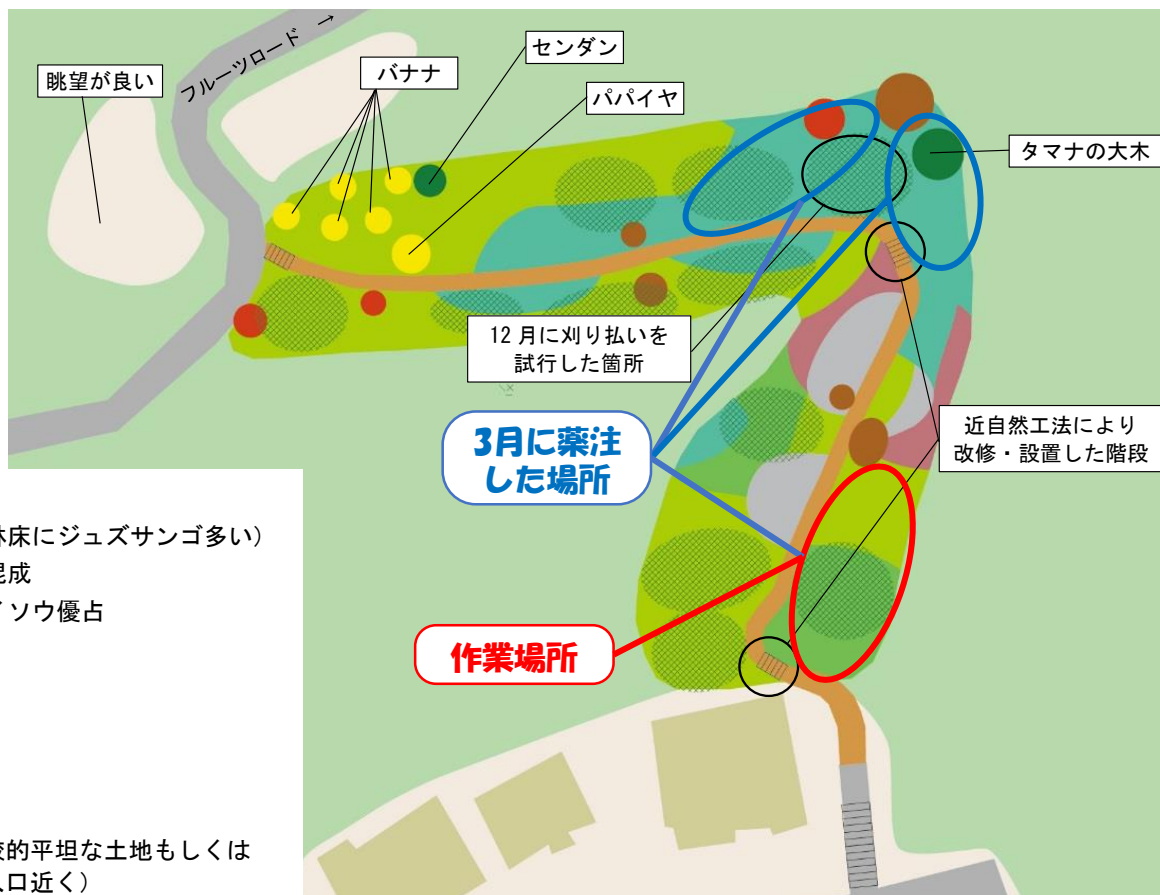 フルーツロード →
眺望が良い
バナナ
センダン
パパイヤ
タマナの大木
12月に刈り払いを
試行した箇所
3月に薬注
した場所
近自然工法により
改修・設置した階段
作業場所
床にジュズサンゴ多い）
成
ソウ優占
的平坦な土地もしくは
口近く）